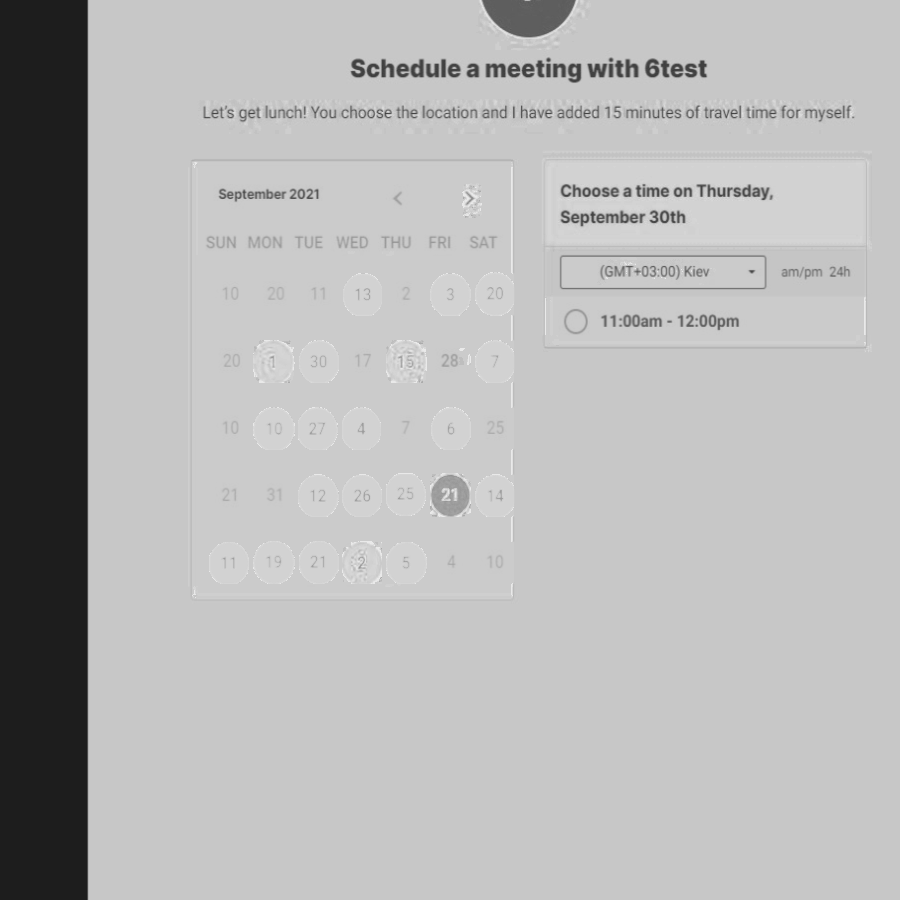 Schedule a meeting with 6test
Let's get lunch! You choose the location and I have added 15 minutes of travel time for myself.
September 2021
SUN MON TUE WED THU FRI SAT
10 20 11 13 2 3 20
20 1 30 17 15 28 7
10 10 27 4 7 6 25
21 31 12 26 25 21 14
11 19 21 2 5 4 10
Choose a time on Thursday,
September 30th
(GMT+03:00) Kiev am/pm 24h
11:00am - 12:00pm